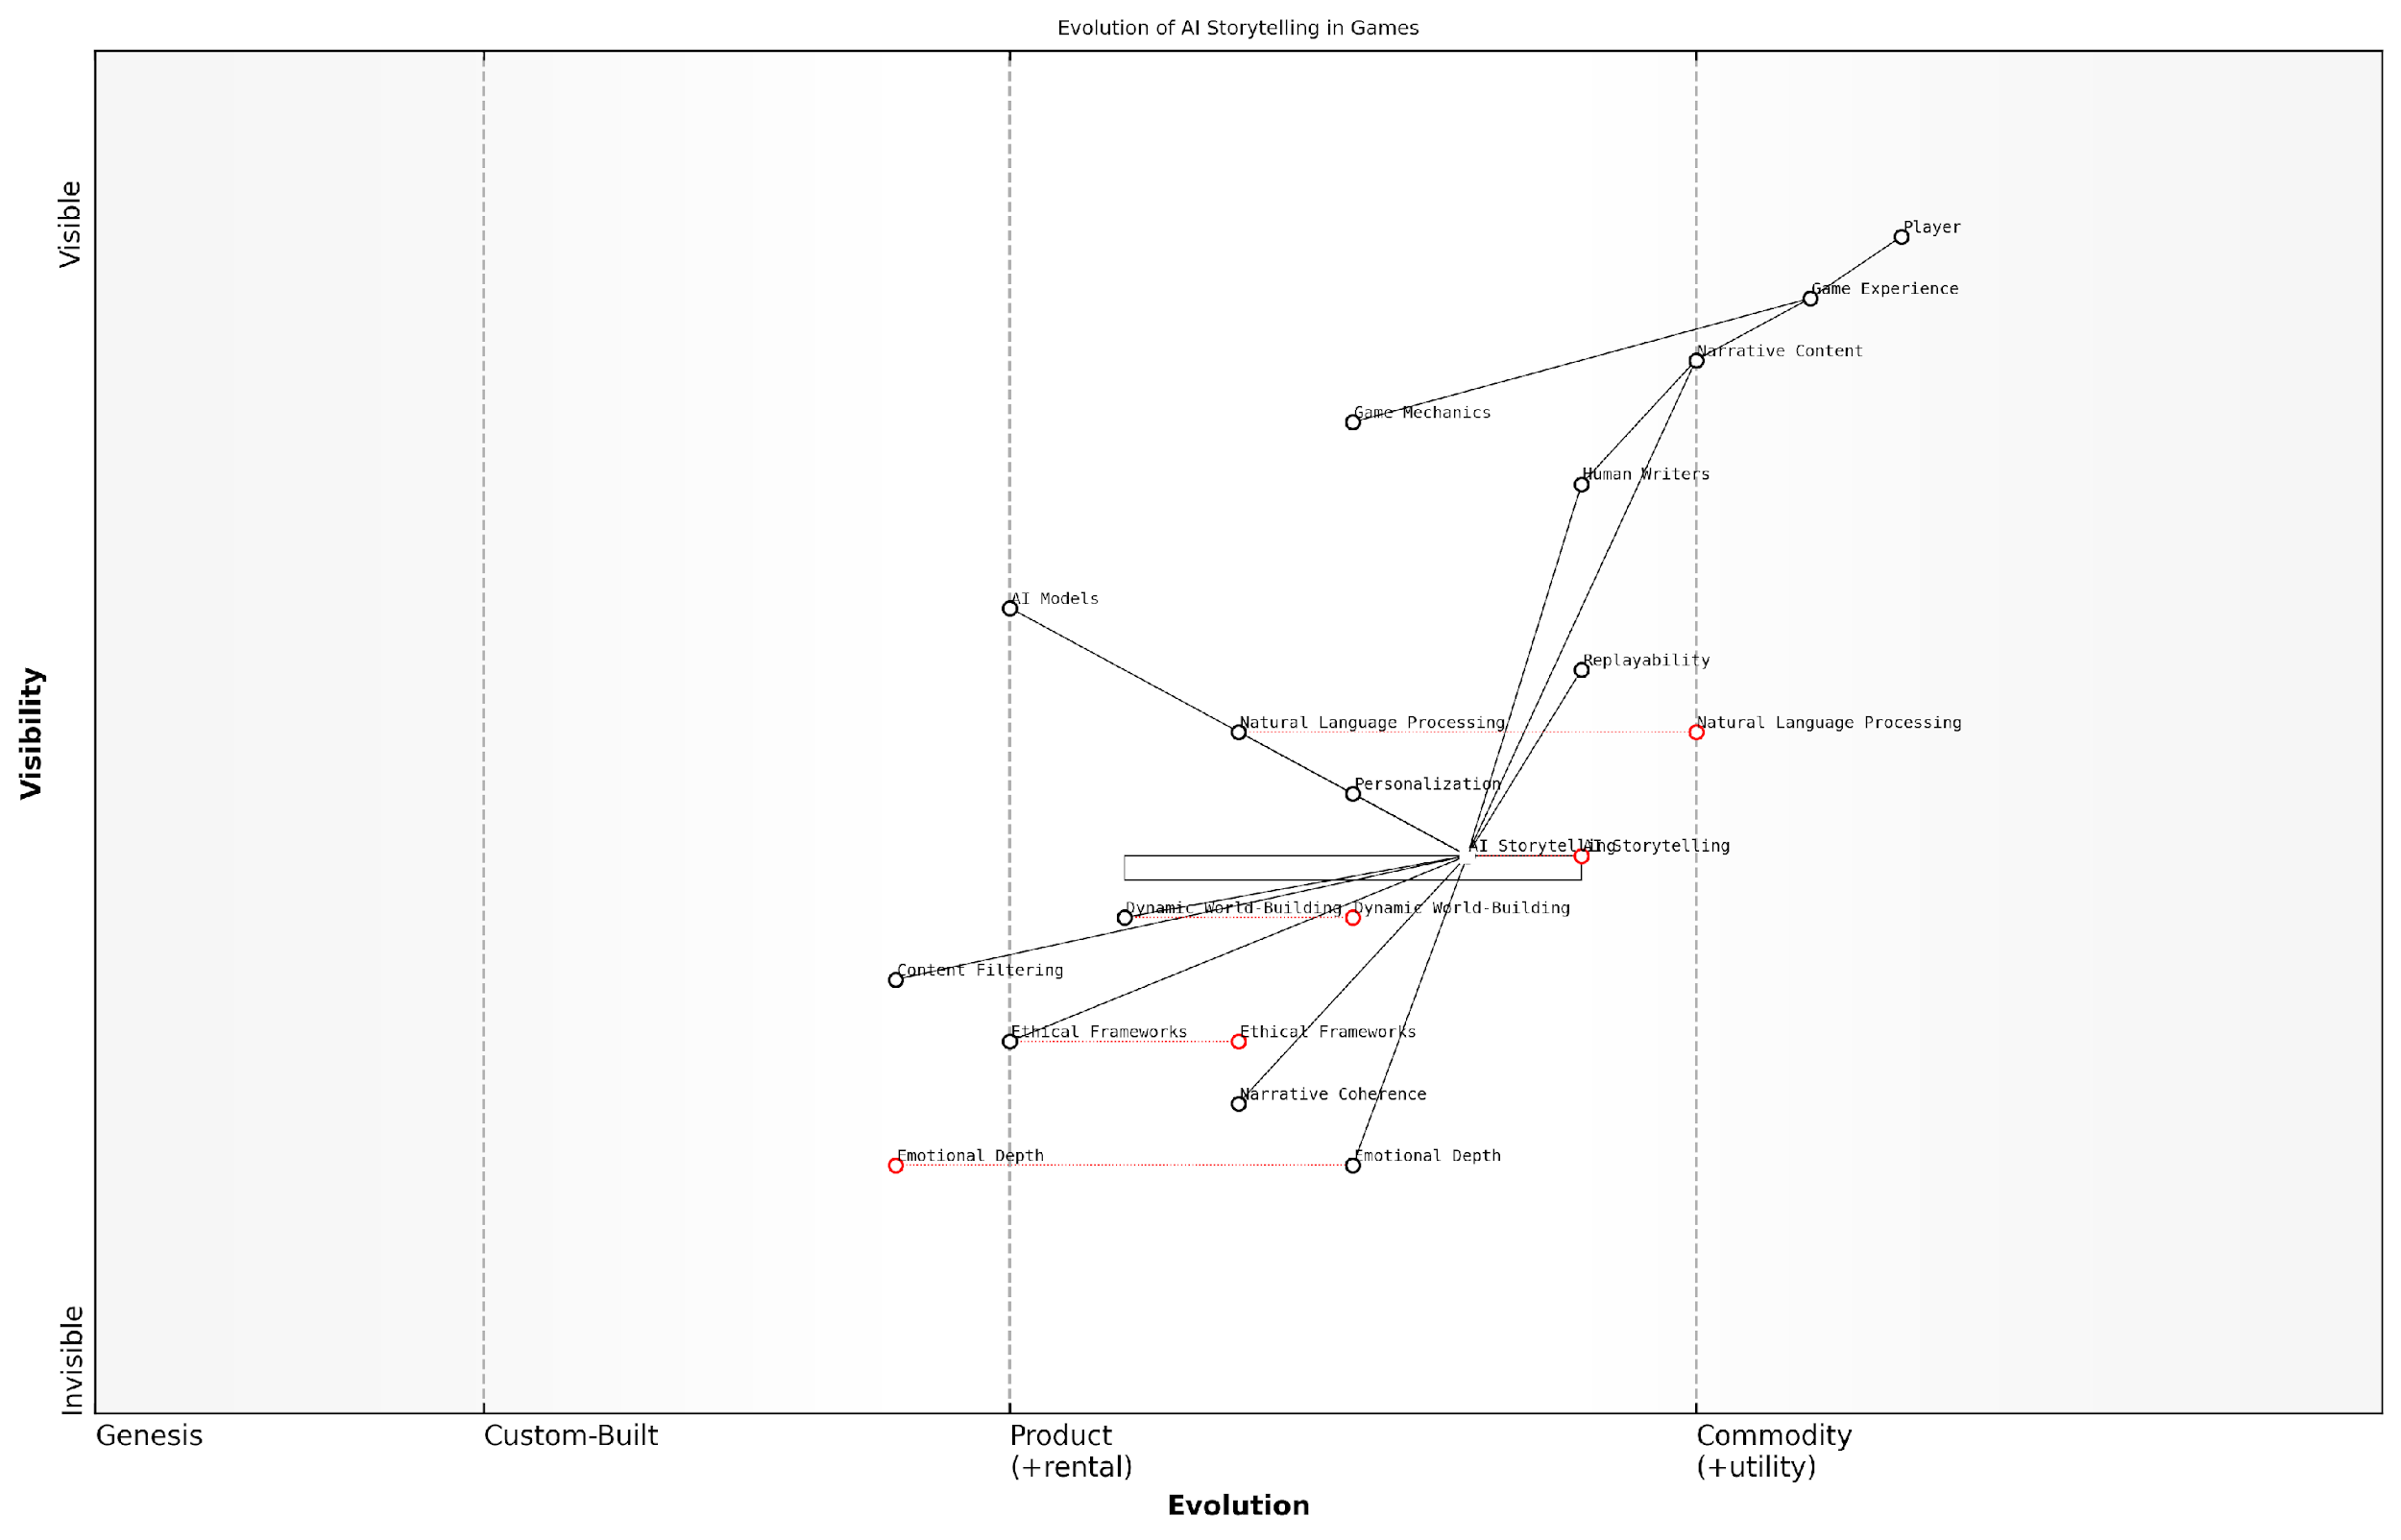 Evolution of AI Storytelling in Games
Visible
Player
Game Experience
Narrative Content
Game Mechanics
Human Writers
AI Models
Replayability
Natural Language Processing
Natural Language Processing
Personalization
AI Storytelling
AI Storytelling
Dynamic World-Building
Dynamic World-Building
Content Filtering
Ethical Frameworks
Ethical Frameworks
Narrative Coherence
Emotional Depth
Emotional Depth
Visibility
Invisible
Genesis
Custom-Built
Product
(+rental)
Commodity
(+utility)
Evolution